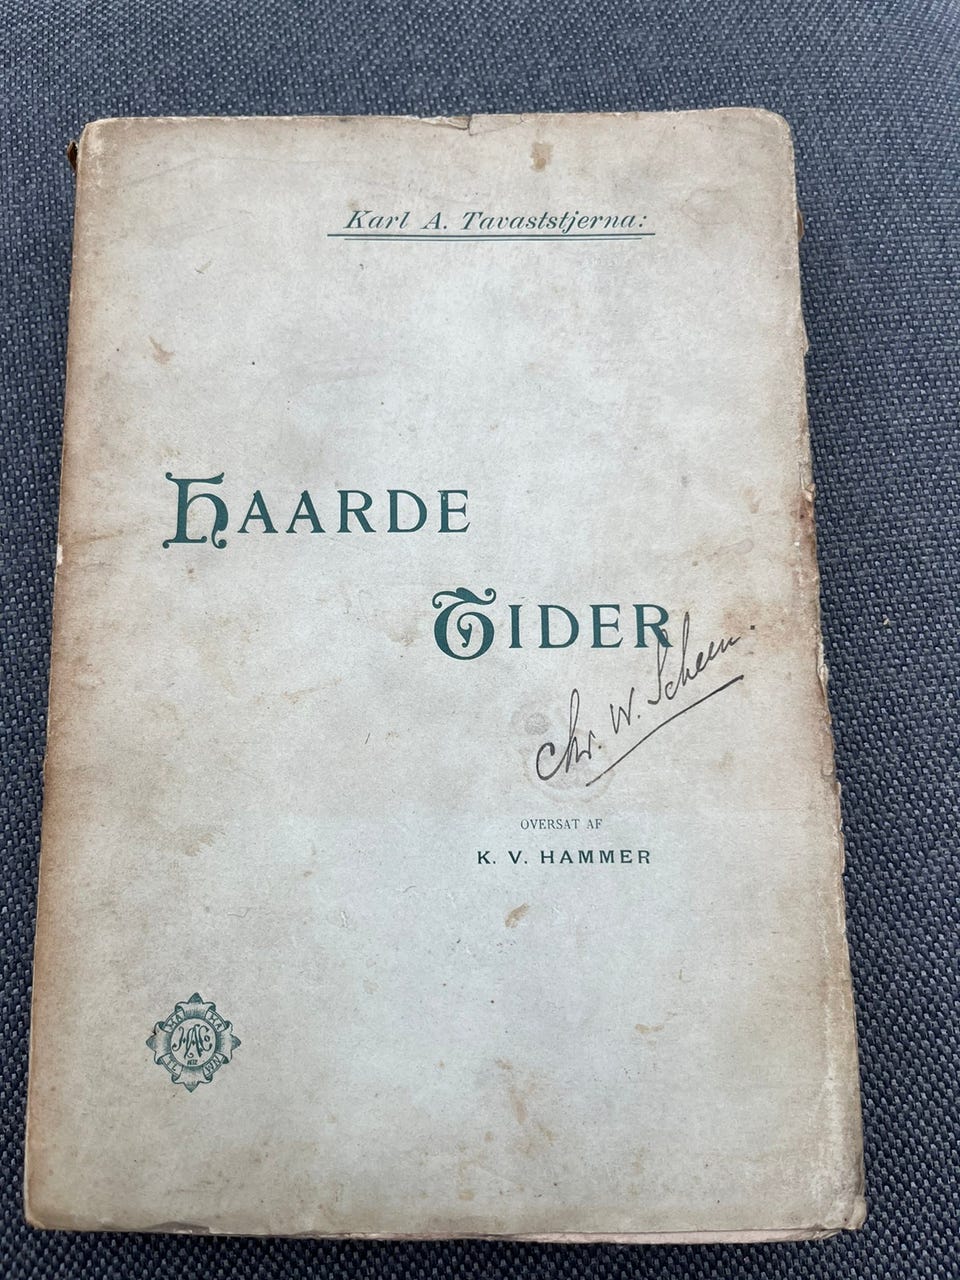 Karl A. Tavaststjerna:
HAARDE
TIDER
Chr. W. Scheen.
OVERSAT AF
K. V. HAMMER